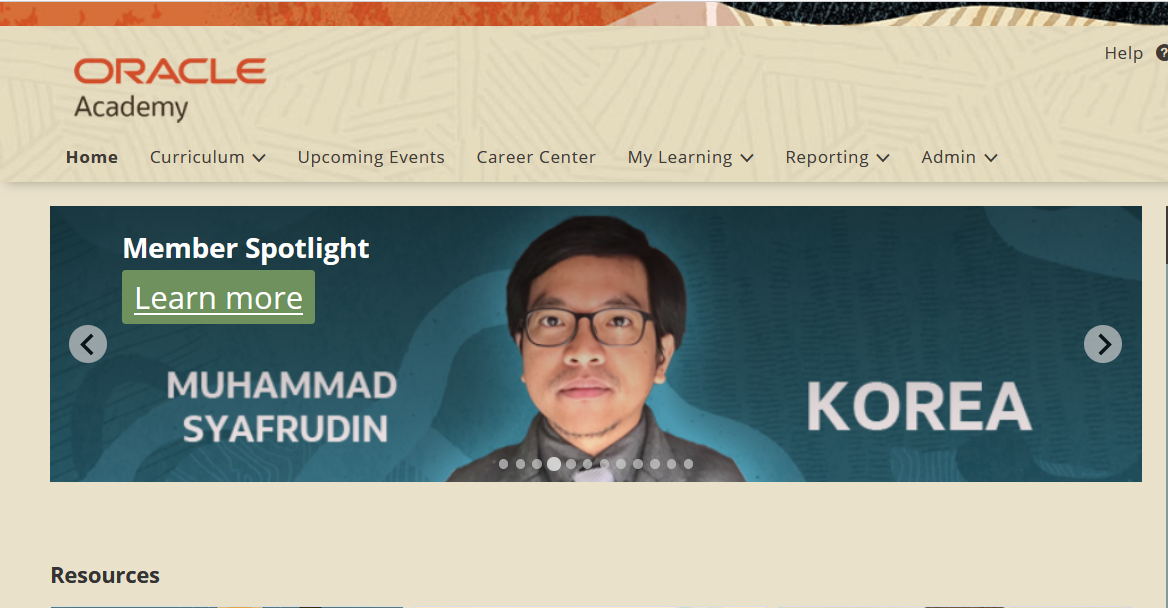 ORACLE
Academy
Help ?
Home Curriculum Upcoming Events Career Center My Learning Reporting Admin
Member Spotlight
Learn more
MUHAMMAD
SYAFRUDIN
KOREA
Resources